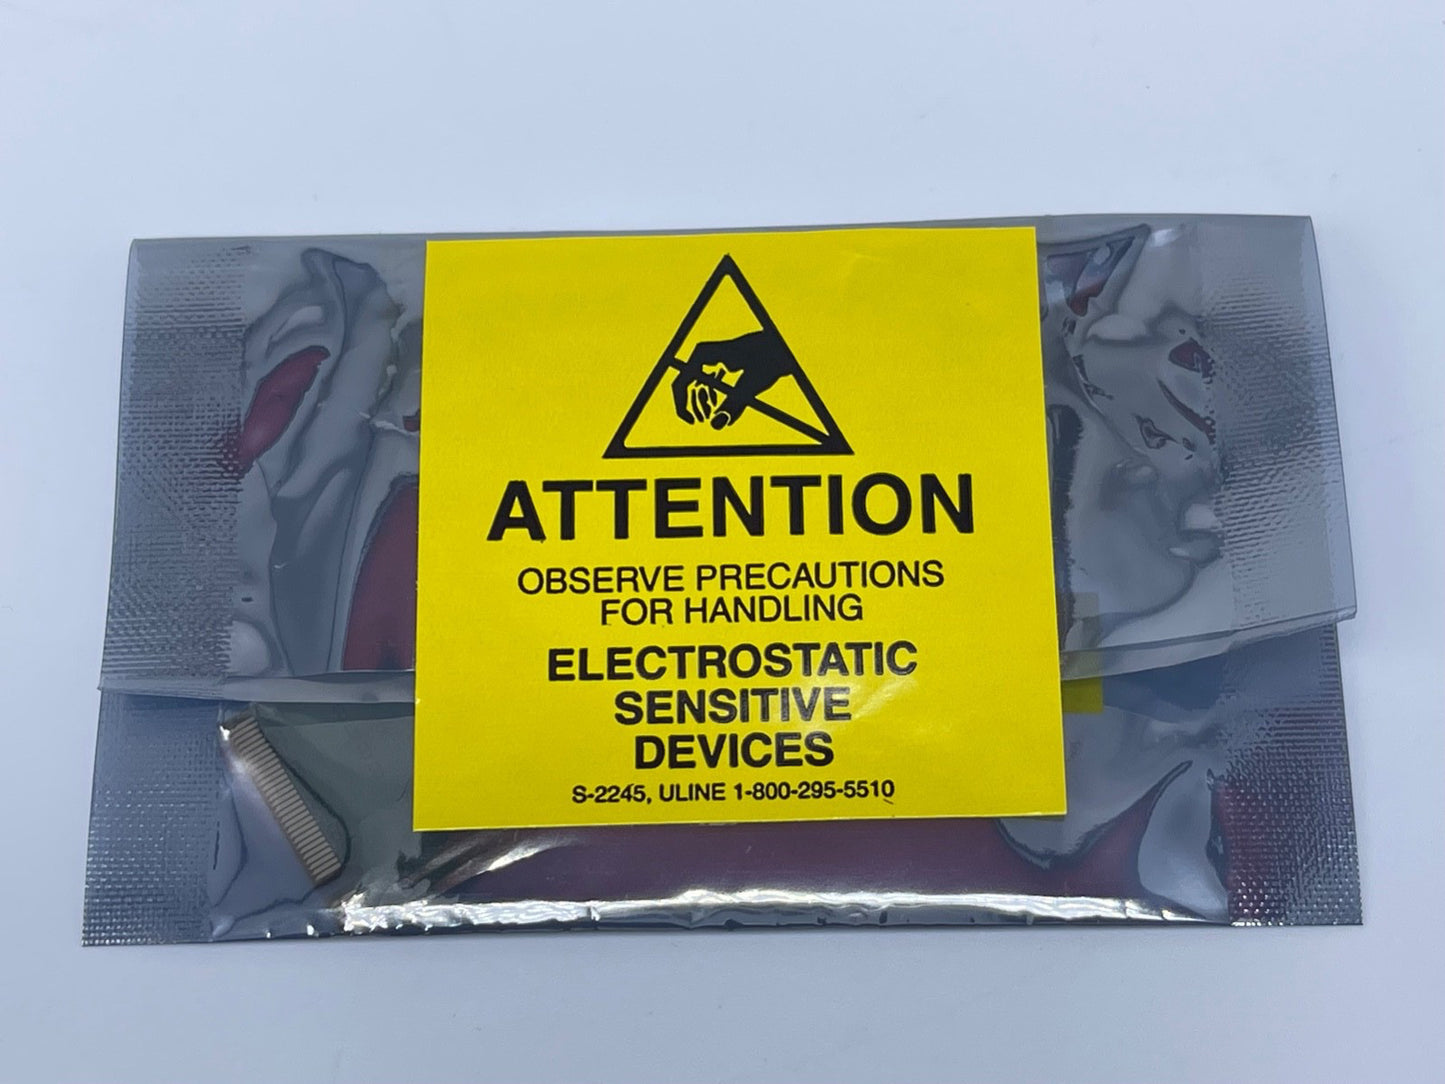 ATTENTION
OBSERVE PRECAUTIONS
FOR HANDLING
ELECTROSTATIC
SENSITIVE
DEVICES
S-2245, ULINE 1-800-295-5510